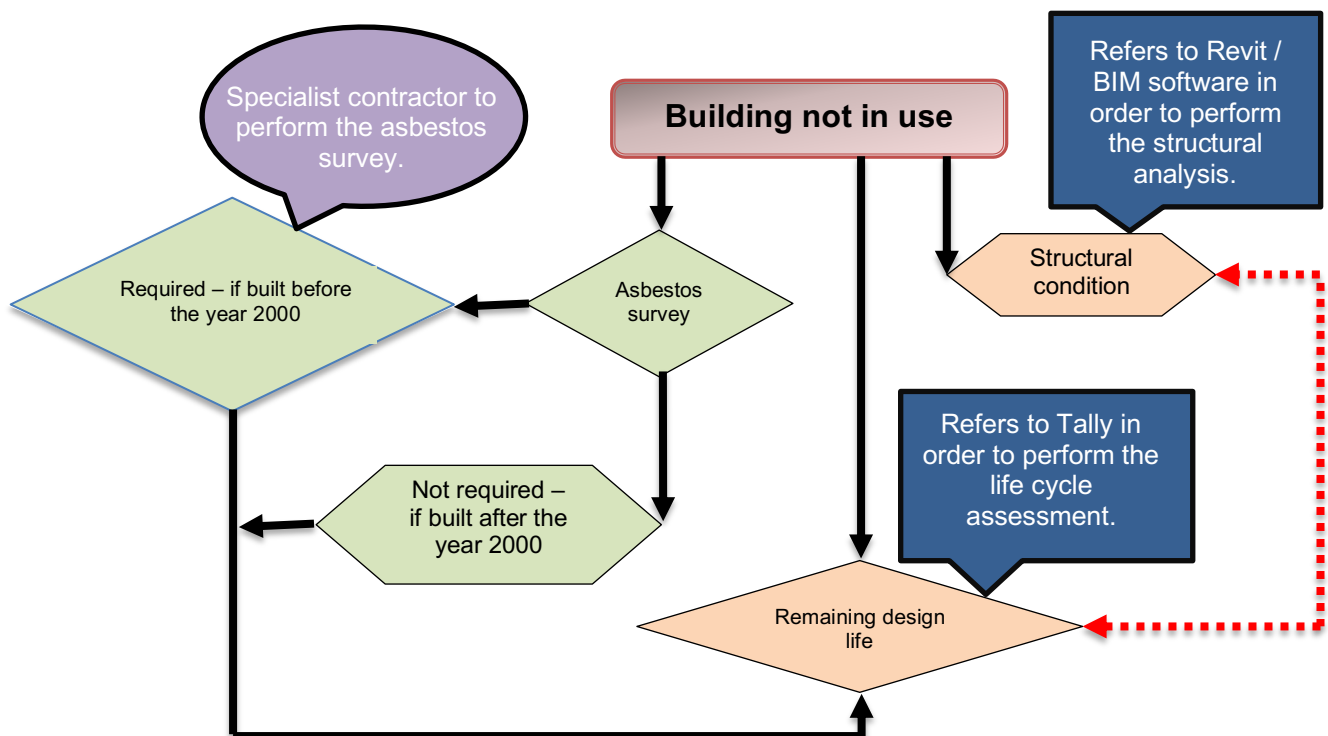 Specialist contractor to
perform the asbestos
survey.
Building not in use
Refers to Revit /
BIM software in
order to perform
the structural
analysis.
Required – if built before
the year 2000
Asbestos
survey
Structural
condition
Not required –
if built after the
year 2000
Refers to Tally in
order to perform the
life cycle
assessment.
Remaining design
life